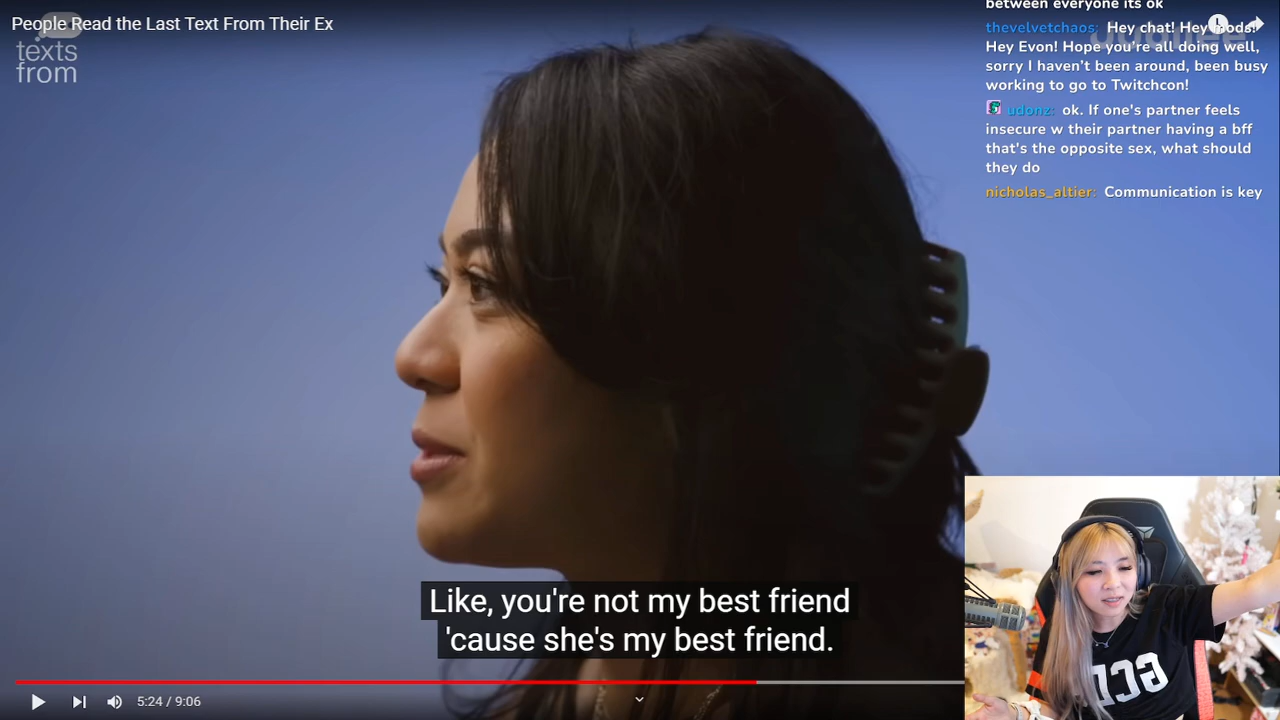 People Read the Last Text From Their Ex
texts
from
between everyone its ok
thevelvetchaos: Hey chat! Hey mods!
Hey Evon! Hope you're all doing well,
sorry I haven't been around, been busy
working to go to Twitchcon!
udonz: ok. If one's partner feels
insecure w their partner having a bff
that's the opposite sex, what should
they do
nicholas_altier: Communication is key
Like, you're not my best friend
'cause she's my best friend.
5:24 / 9:06